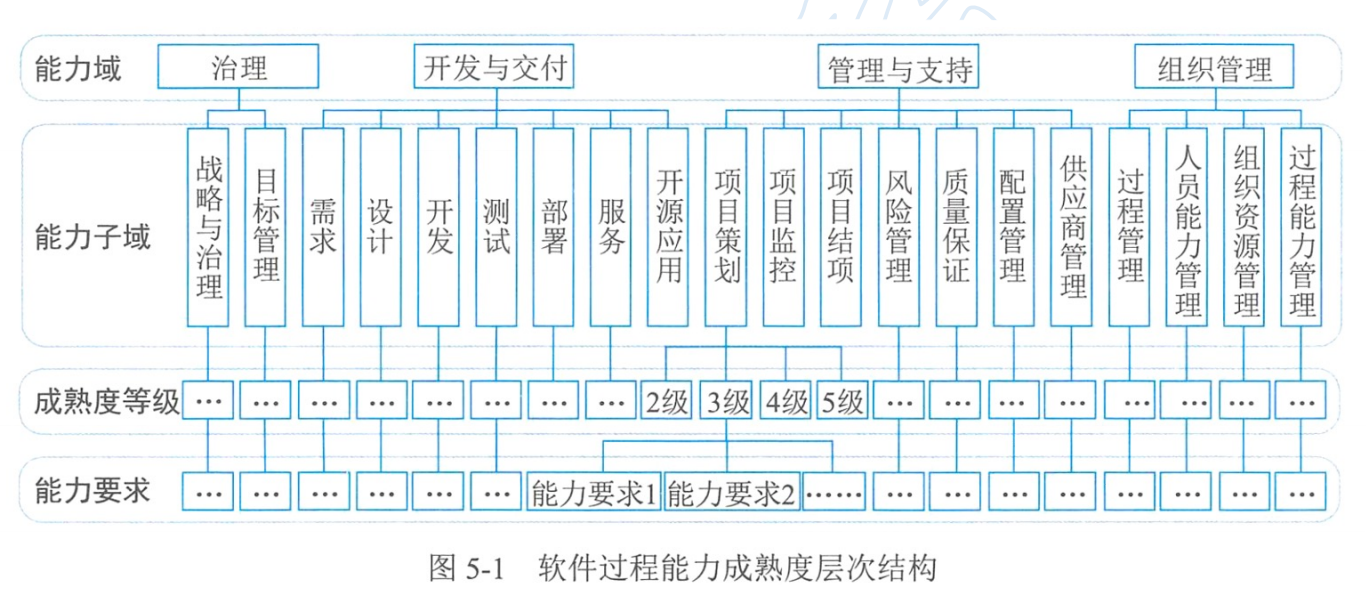 能力域 治理 开发与交付 管理与支持 组织管理
能力子域 战略与治理 目标管理 需求 设计 开发 测试 部署 服务 开源应用 项目策划 项目监控 项目结项 风险管理 质量保证 配置管理 供应商管理 过程管理 人员能力管理 组织资源管理 过程能力管理
成熟度等级 … … … … … … … … 2级 3级 4级 5级 … … … … … … … …
能力要求 … … … … … … 能力要求1 能力要求2 …… … … … … … … … …
图 5-1 软件过程能力成熟度层次结构